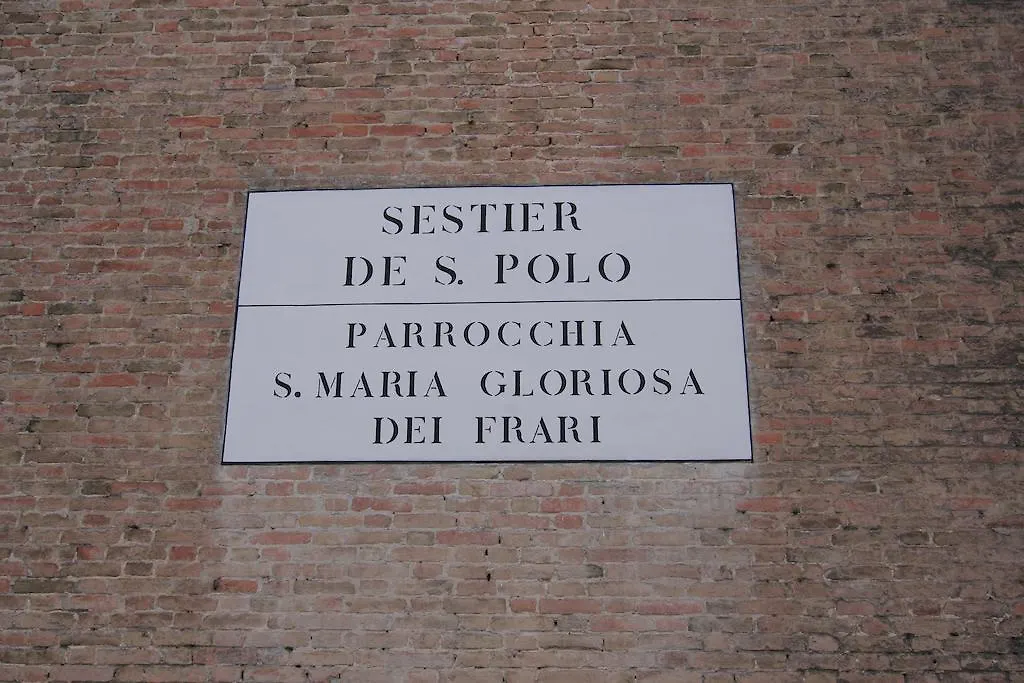 SESTIER
DE S. POLO
PARROCCHIA
S. MARIA GLORIOSA
DEI FRARI